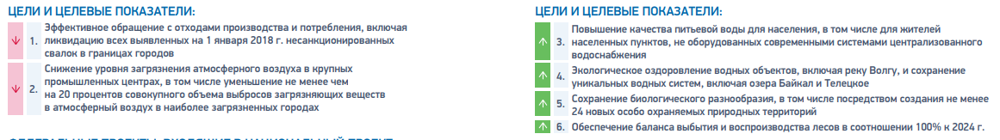 ЦЕЛИ И ЦЕЛЕВЫЕ ПОКАЗАТЕЛИ:
1. Эффективное обращение с отходами производства и потребления, включая
ликвидацию всех выявленных на 1 января 2018 г. несанкционированных
свалок в границах городов
2. Снижение уровня загрязнения атмосферного воздуха в крупных
промышленных центрах, в том числе уменьшение не менее чем
на 20 процентов совокупного объема выбросов загрязняющих веществ
в атмосферный воздух в наиболее загрязненных городах
ЦЕЛИ И ЦЕЛЕВЫЕ ПОКАЗАТЕЛИ:
3. Повышение качества питьевой воды для населения, в том числе для жителей
населенных пунктов, не оборудованных современными системами централизованного
водоснабжения
4. Экологическое оздоровление водных объектов, включая реку Волгу, и сохранение
уникальных водных систем, включая озера Байкал и Телецкое
5. Сохранение биологического разнообразия, в том числе посредством создания не менее
24 новых особо охраняемых природных территорий
6. Обеспечение баланса выбытия и воспроизводства лесов в соотношении 100% к 2024 г.